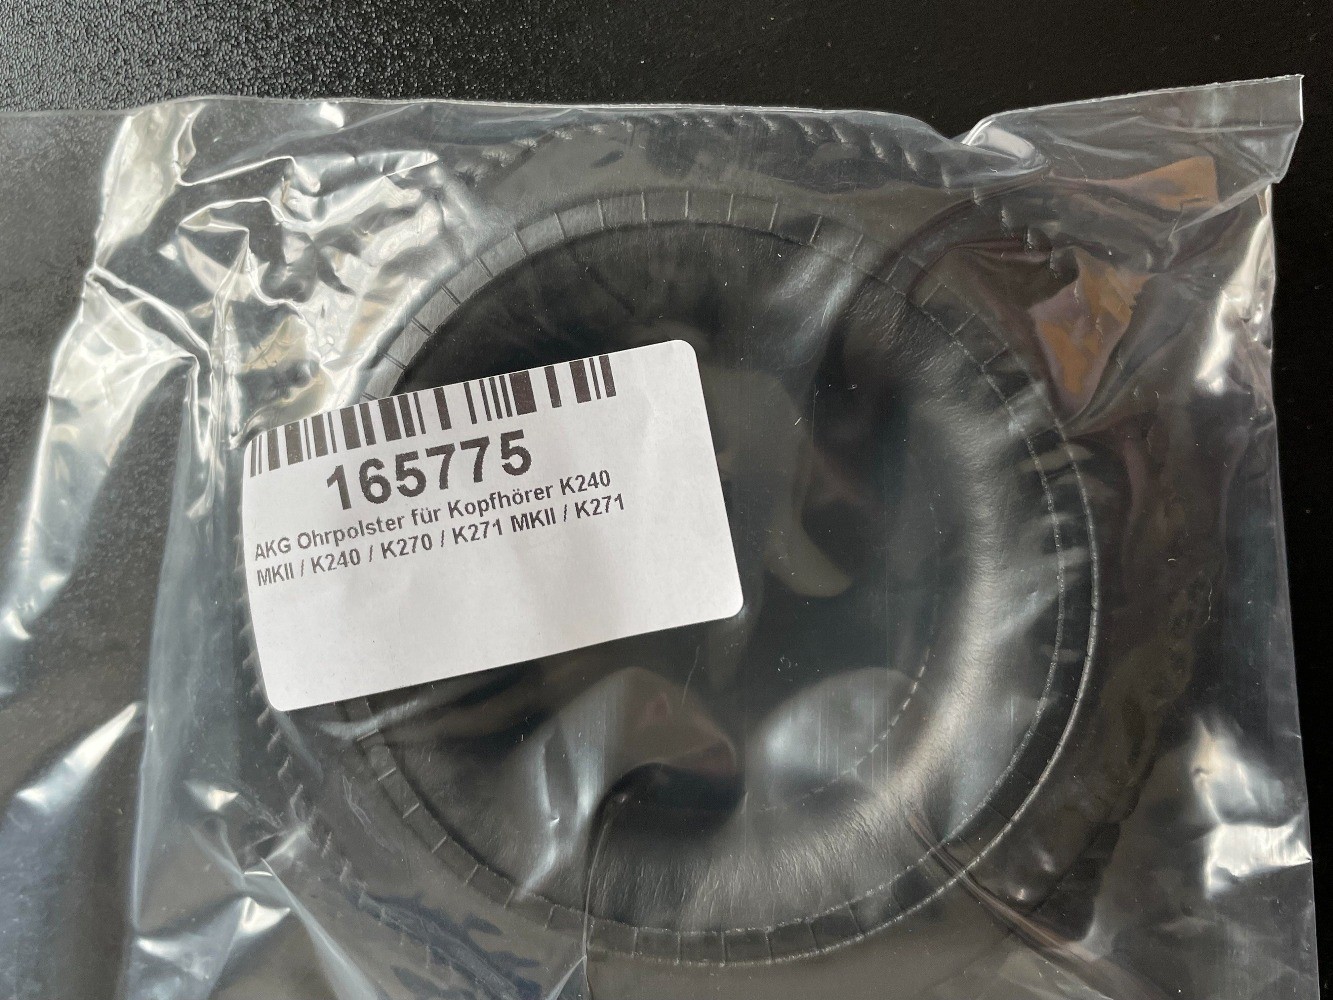 165775
AKG Ohrpolster für Kopfhörer K240
MKII / K240 / K270 / K271 MKII / K271